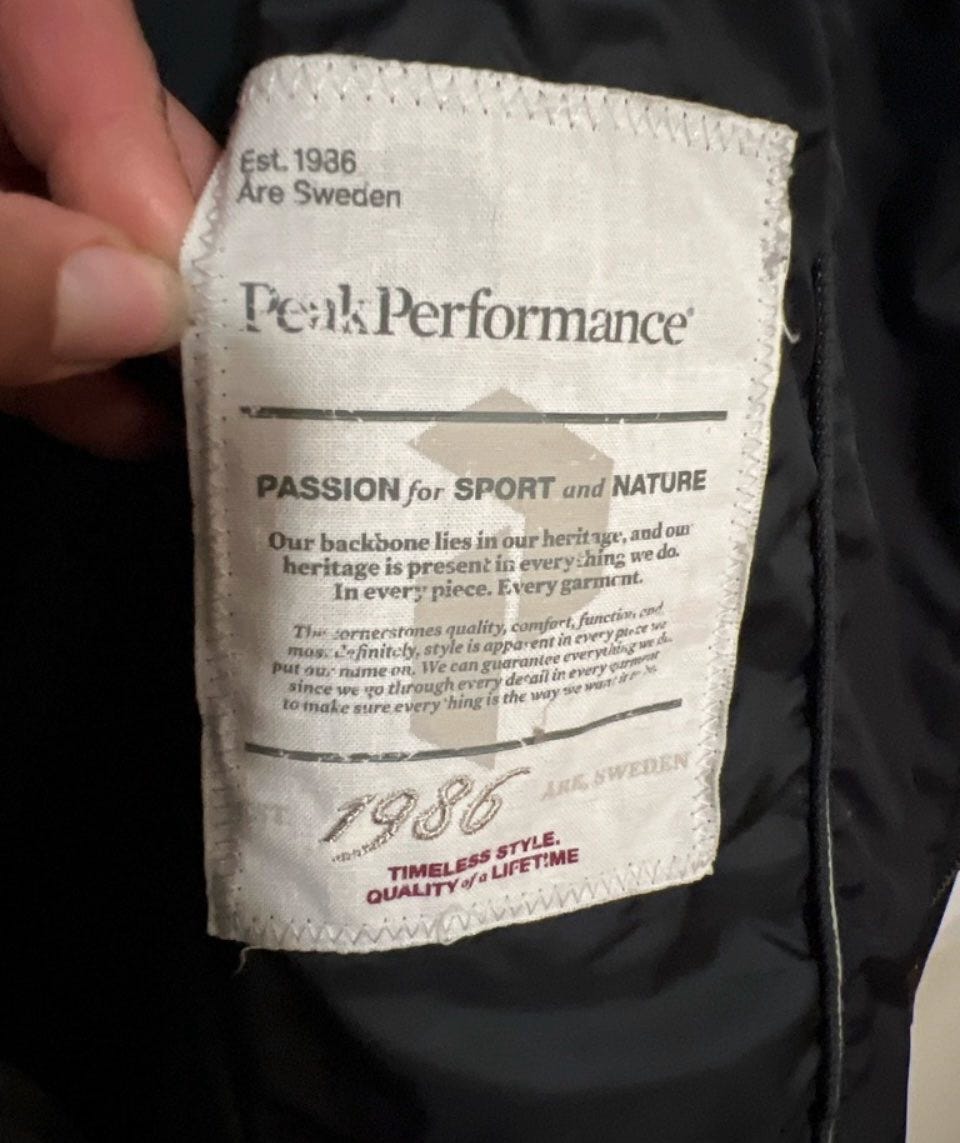 Est. 1986
Åre Sweden
PeakPerformance®
PASSION for SPORT and NATURE
Our backbone lies in our heritage, and our
heritage is present in everything we do.
In every piece. Every garment.
The cornerstones quality, comfort, function, and
most definitely, style is apparent in every piece we
put our name on. We can guarantee everything we do.
since we go through every detail in every garment
to make sure everything is the way we want it to
EST.
1986
ÅRE, SWEDEN
TIMELESS STYLE.
QUALITY of a LIFETIME